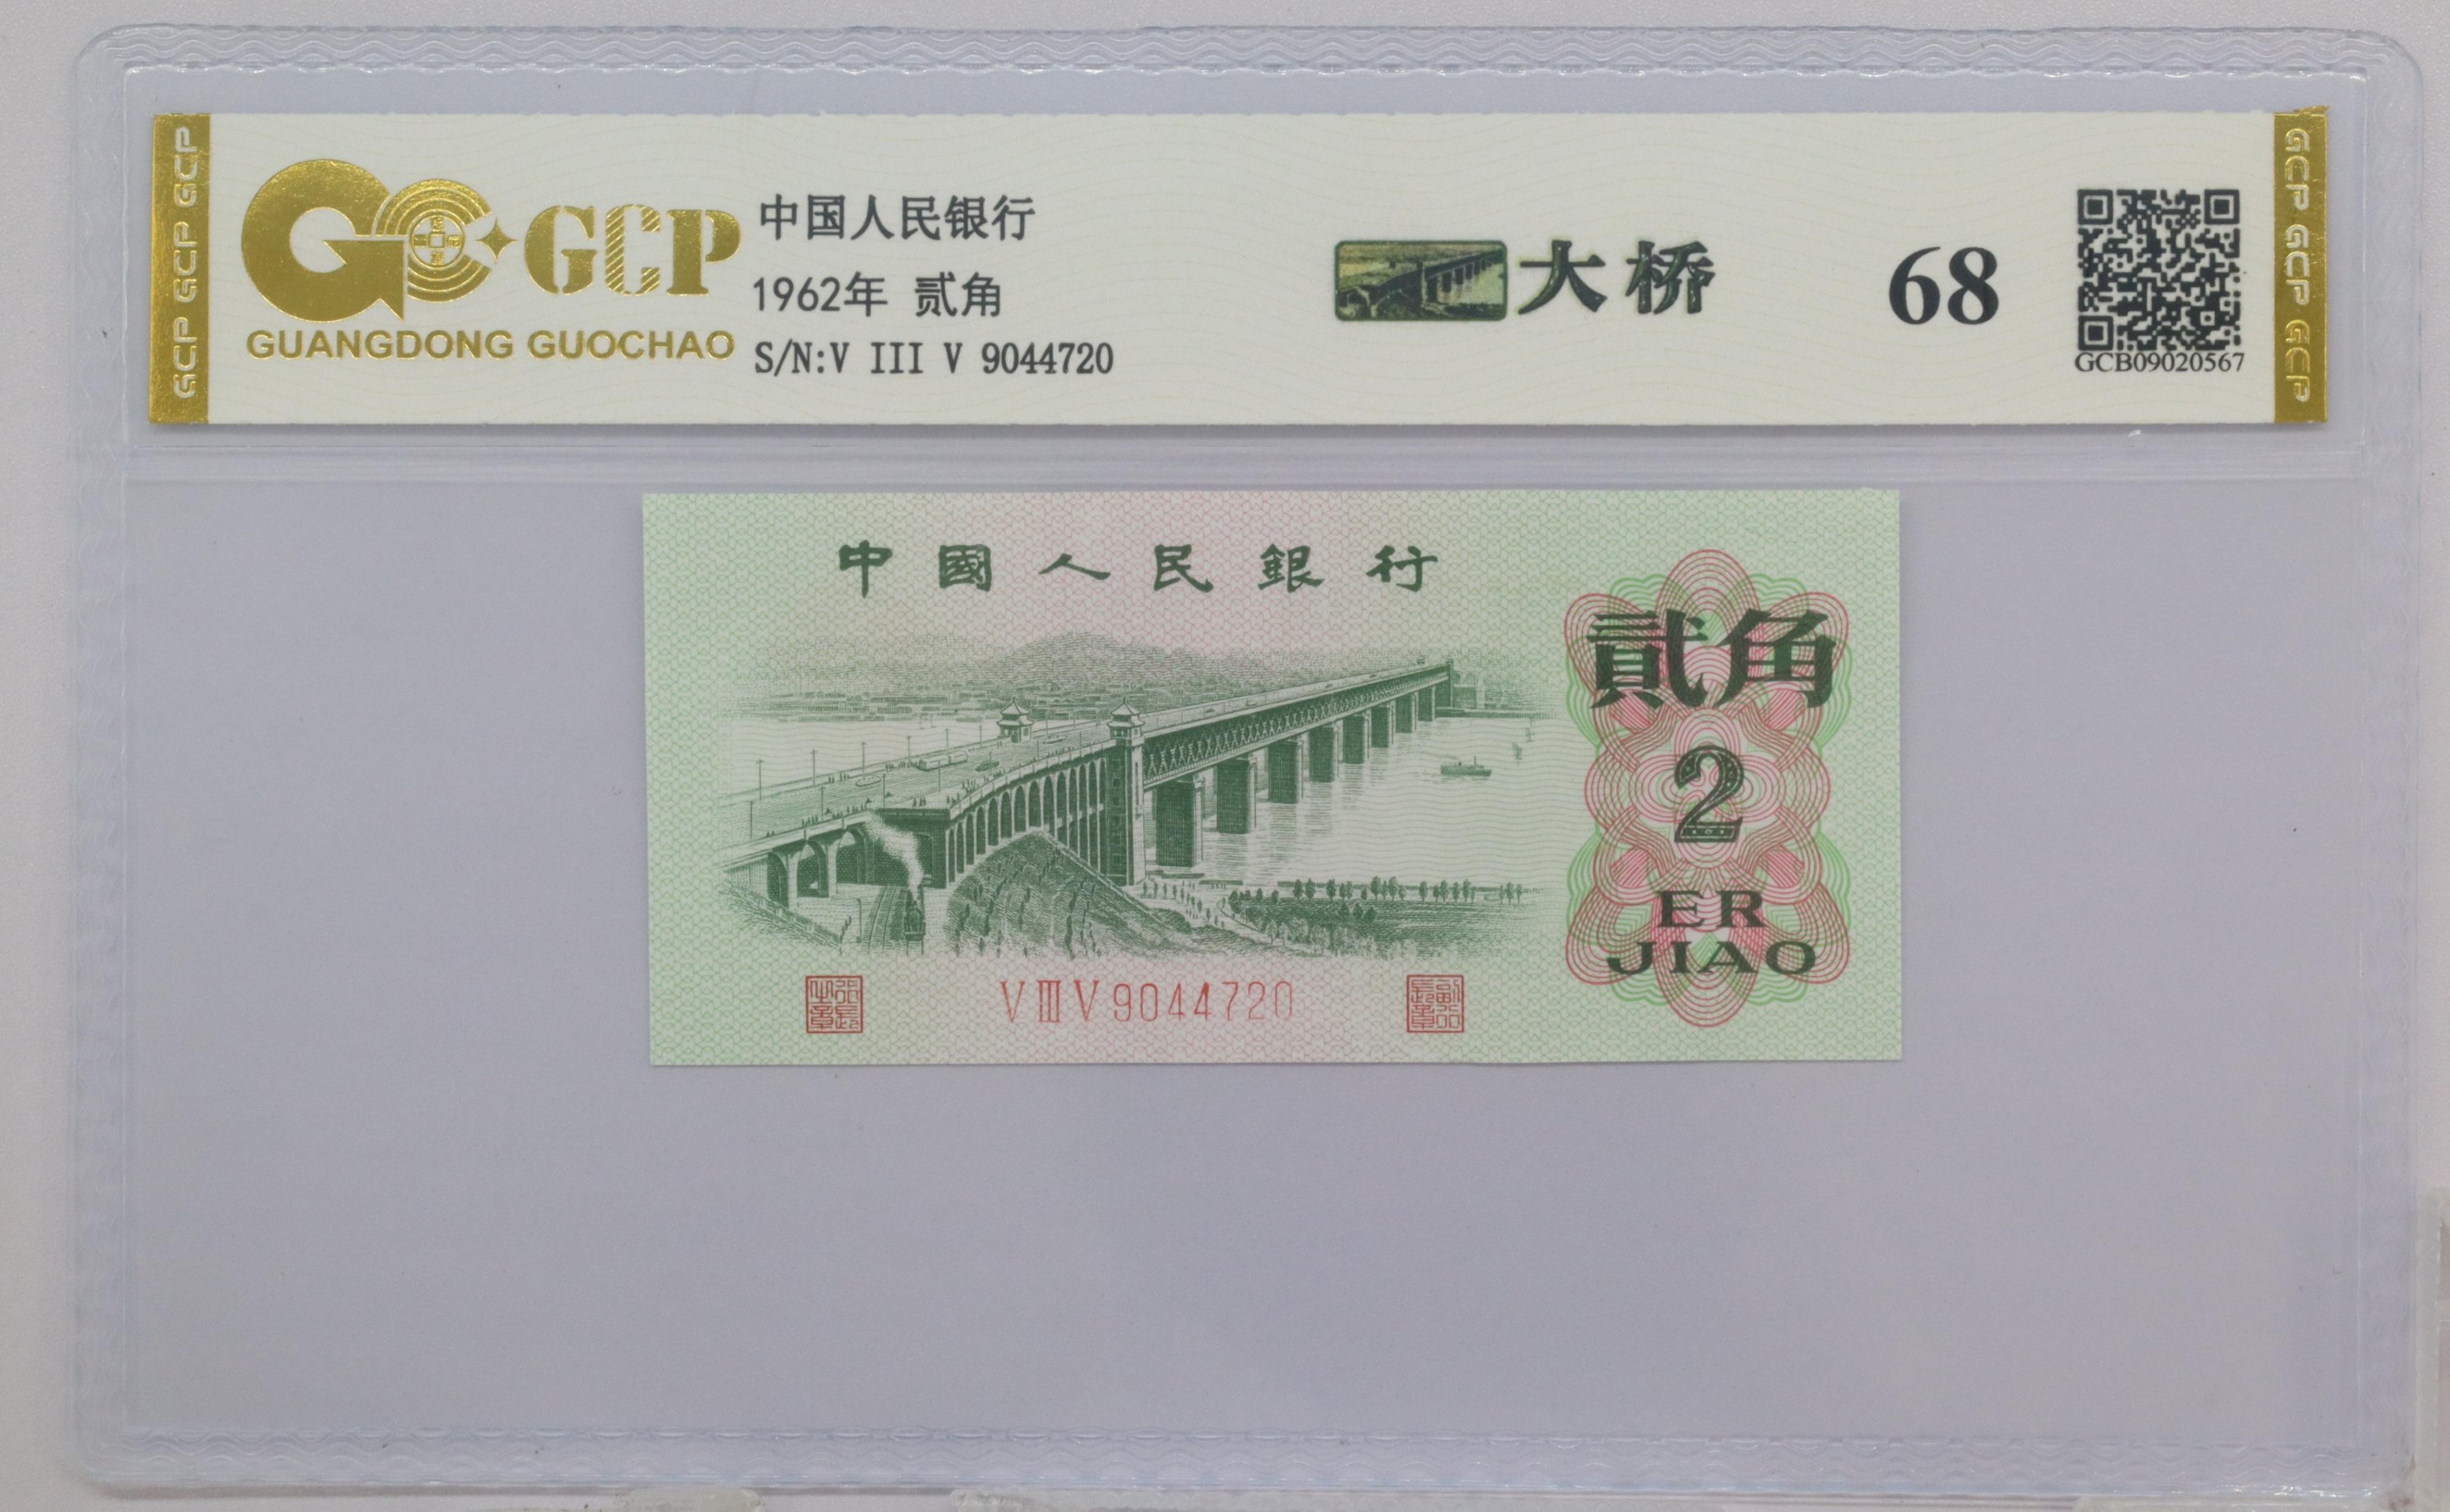 GCP GCP GCP
GCP
GUANGDONG GUOCHAO
中国人民银行
1962年 贰角
S/N:V III V 9044720
大桥
68
GCB09020567
GCP GCP GCP
中國人民銀行
貳角
2
ER
JIAO
VⅢV9044720